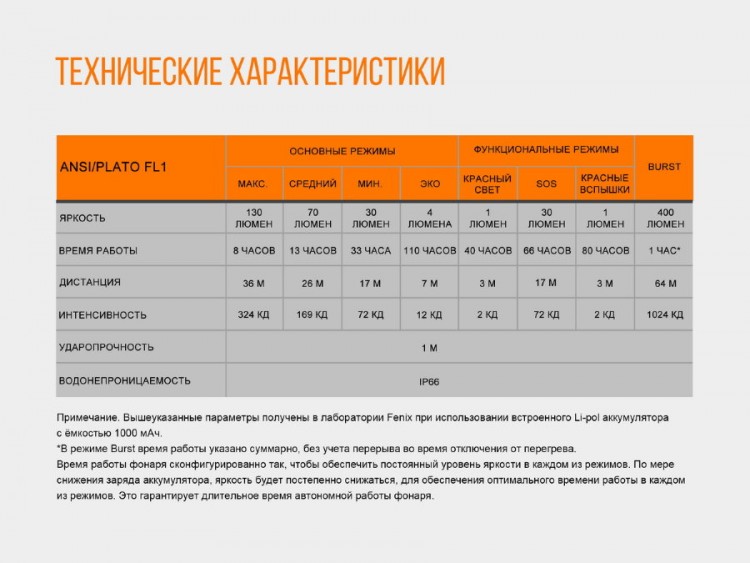 ТЕХНИЧЕСКИЕ ХАРАКТЕРИСТИКИ
ANSI/PLATO FL1
ОСНОВНЫЕ РЕЖИМЫ
ФУНКЦИОНАЛЬНЫЕ РЕЖИМЫ
BURST
МАКС. СРЕДНИЙ МИН. ЭКО КРАСНЫЙ СВЕТ SOS КРАСНЫЕ ВСПЫШКИ
ЯРКОСТЬ 130 ЛЮМЕН 70 ЛЮМЕН 30 ЛЮМЕН 4 ЛЮМЕНА 1 ЛЮМЕН 30 ЛЮМЕН 1 ЛЮМЕН 400 ЛЮМЕН
ВРЕМЯ РАБОТЫ 8 ЧАСОВ 13 ЧАСОВ 33 ЧАСА 110 ЧАСОВ 40 ЧАСОВ 66 ЧАСОВ 80 ЧАСОВ 1 ЧАС*
ДИСТАНЦИЯ 36 М 26 М 17 М 7 М 3 М 17 М 3 М 64 М
ИНТЕНСИВНОСТЬ 324 КД 169 КД 72 КД 12 КД 2 КД 72 КД 2 КД 1024 КД
УДАРОПРОЧНОСТЬ 1 М
ВОДОНЕПРОНИЦАЕМОСТЬ IP66
Примечание. Вышеуказанные параметры получены в лаборатории Fenix при использовании встроенного Li-pol аккумулятора
с ёмкостью 1000 мАч.
*В режиме Burst время работы указано суммарно, без учета перерыва во время отключения от перегрева.
Время работы фонаря сконфигурированно так, чтобы обеспечить постоянный уровень яркости в каждом из режимов. По мере
снижения заряда аккумулятора, яркость будет постепенно снижаться, для обеспечения оптимального времени работы в каждом
из режимов. Это гарантирует длительное время автономной работы фонаря.